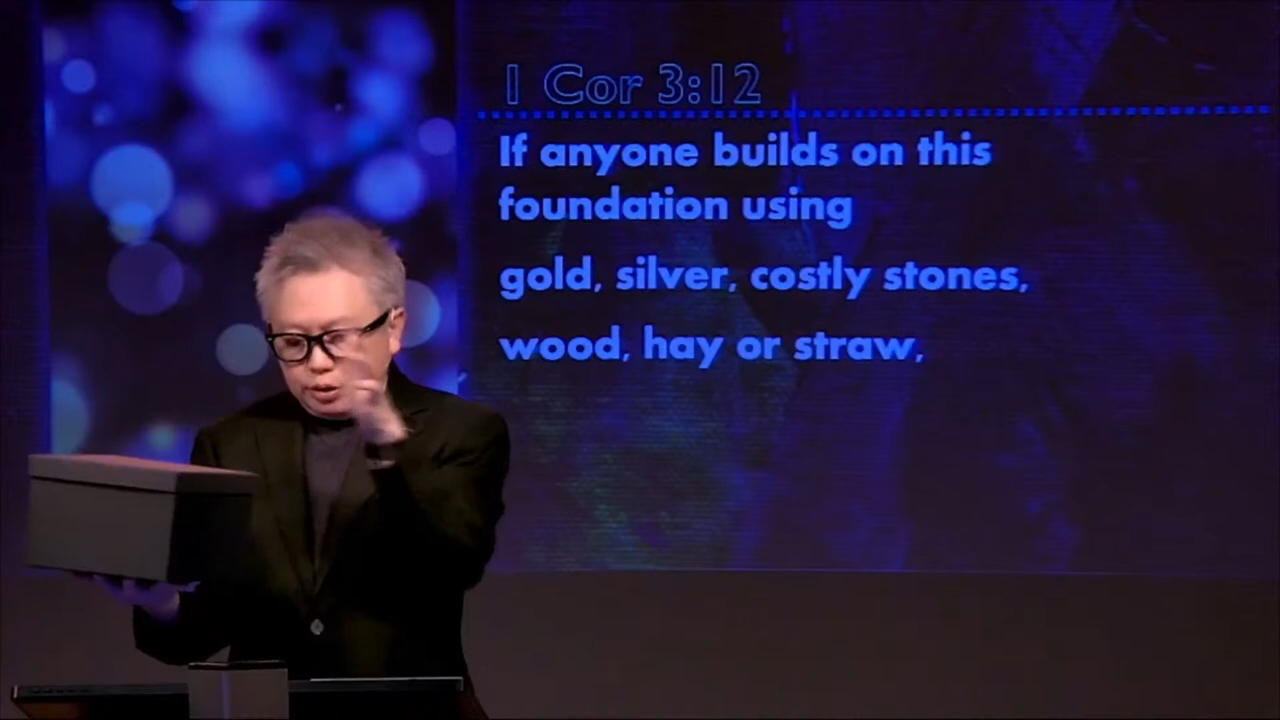 1 Cor 3:12
If anyone builds on this
foundation using
gold, silver, costly stones,
wood, hay or straw,